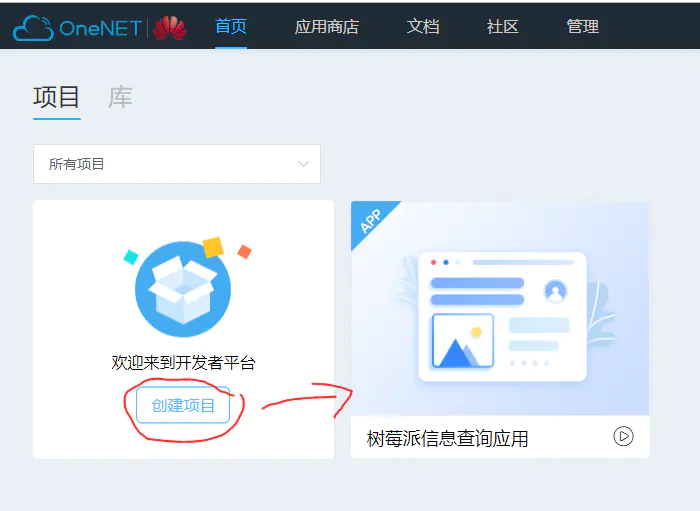 OneNET 首页 应用商店 文档 社区 管理
项目 库
所有项目
APP
欢迎来到开发者平台
创建项目
树莓派信息查询应用